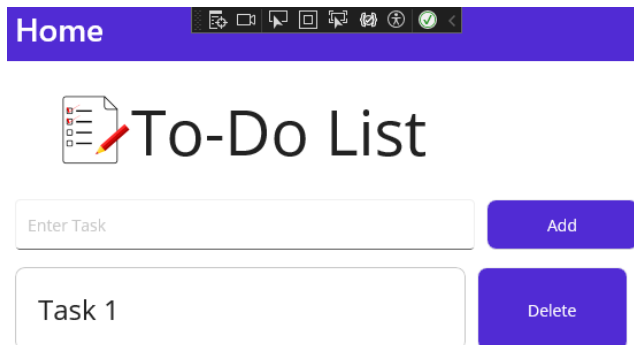 Home
To-Do List
Enter Task
Add
Task 1
Delete